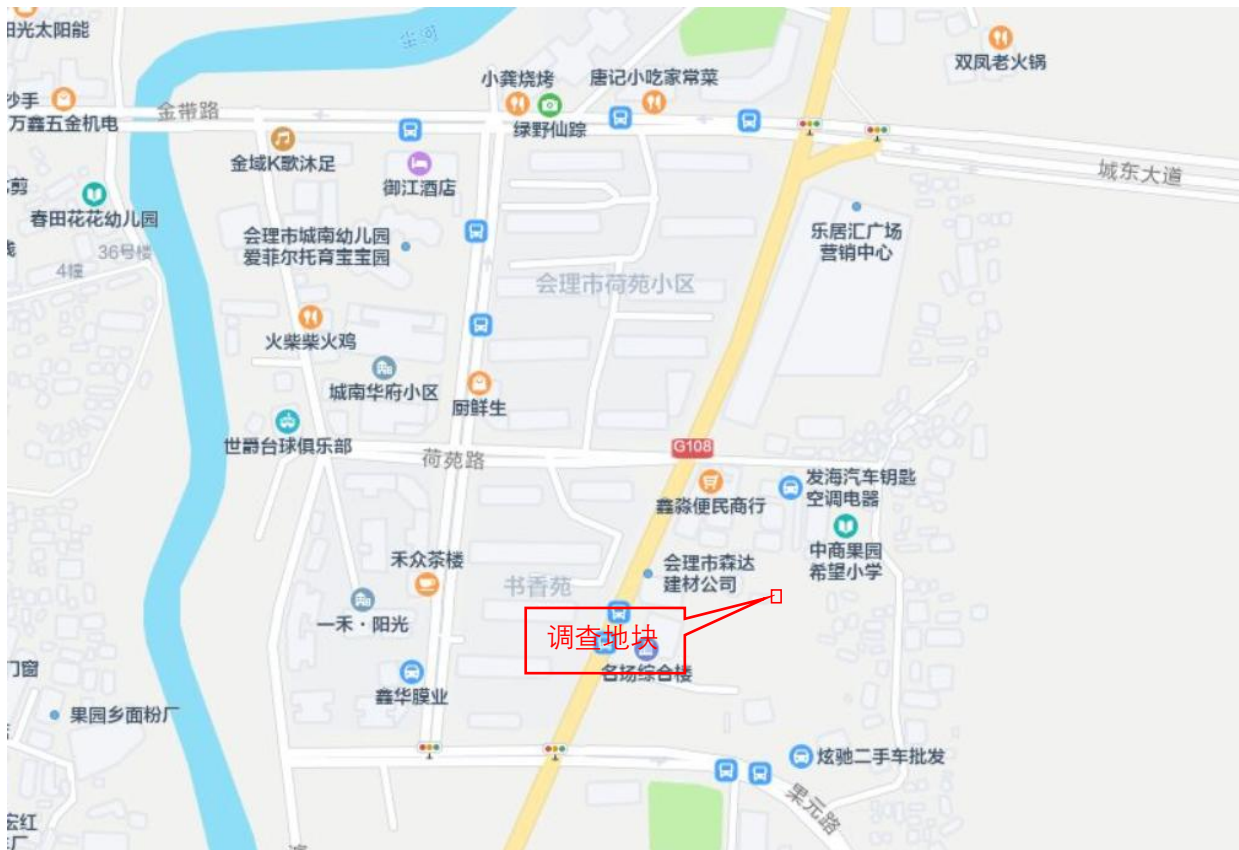 阳光太阳能
尘河
双凤老火锅
小龚烧烤
唐记小吃家常菜
沙手
万鑫五金机电
金带路
绿野仙踪
金域K歌沐足
御江酒店
城东大道
剪
春田花花幼儿园
36号楼
4幢
会理市城南幼儿园
爱菲尔托育宝宝园
乐居汇广场
营销中心
会理市荷苑小区
火柴柴火鸡
城南华府小区
厨鲜生
世爵台球俱乐部
荷苑路
G108
鑫淼便民商行
发海汽车钥匙
空调电器
中商果园
希望小学
禾众茶楼
会理市森达
建材公司
书香苑
一禾·阳光
调查地块
名场综合楼
门窗
鑫华膜业
果园乡面粉厂
炫驰二手车批发
果元路
宏红
厂